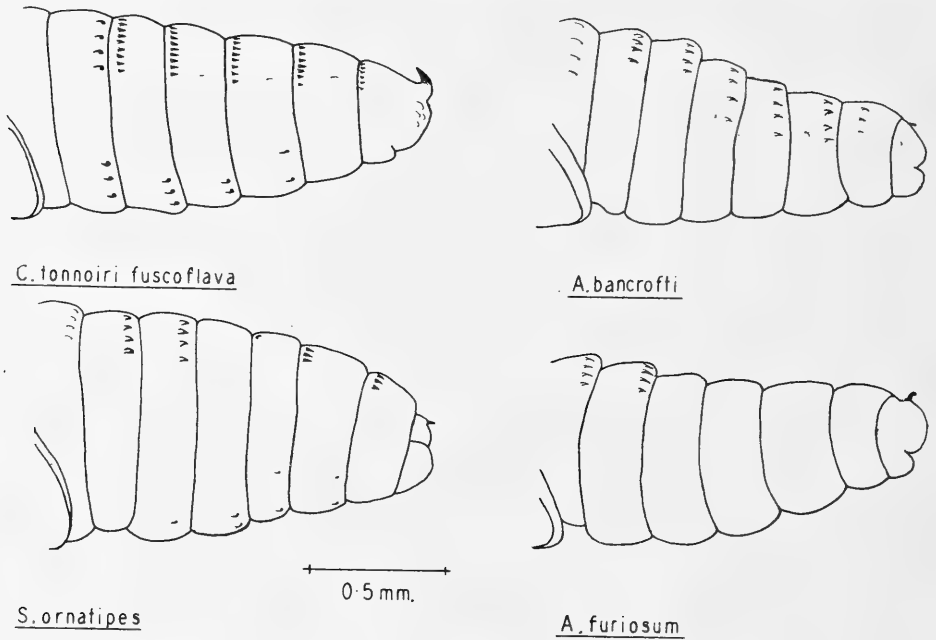 C. tonnoiri fuscoflava
A. bancrofti
S. ornatipes
0·5 mm.
A. furiosum